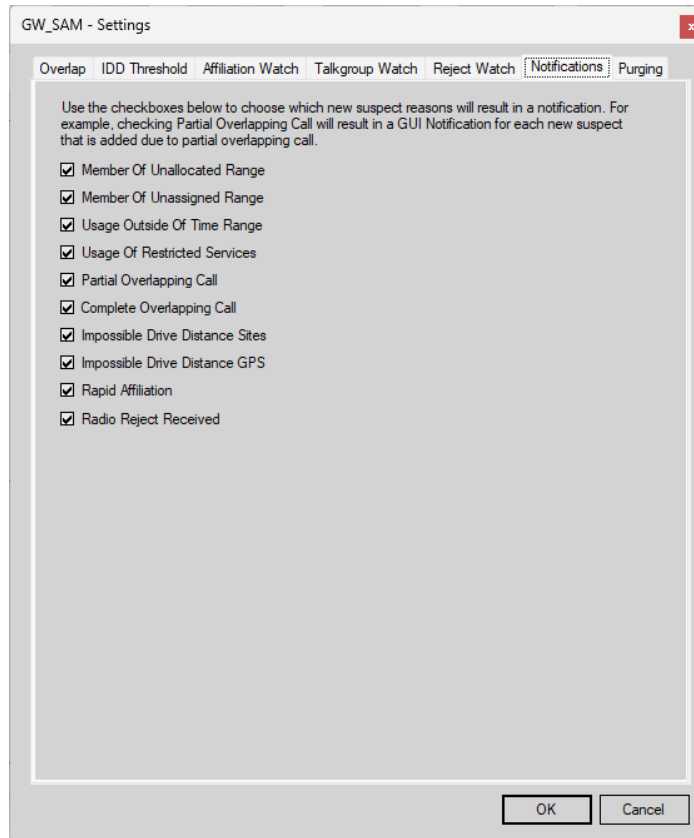 GW_SAM - Settings
x
Overlap IDD Threshold Affiliation Watch Talkgroup Watch Reject Watch Notifications Purging
Use the checkboxes below to choose which new suspect reasons will result in a notification. For
example, checking Partial Overlapping Call will result in a GUI Notification for each new suspect
that is added due to partial overlapping call.
Member Of Unallocated Range
Member Of Unassigned Range
Usage Outside Of Time Range
Usage Of Restricted Services
Partial Overlapping Call
Complete Overlapping Call
Impossible Drive Distance Sites
Impossible Drive Distance GPS
Rapid Affiliation
Radio Reject Received
OK Cancel